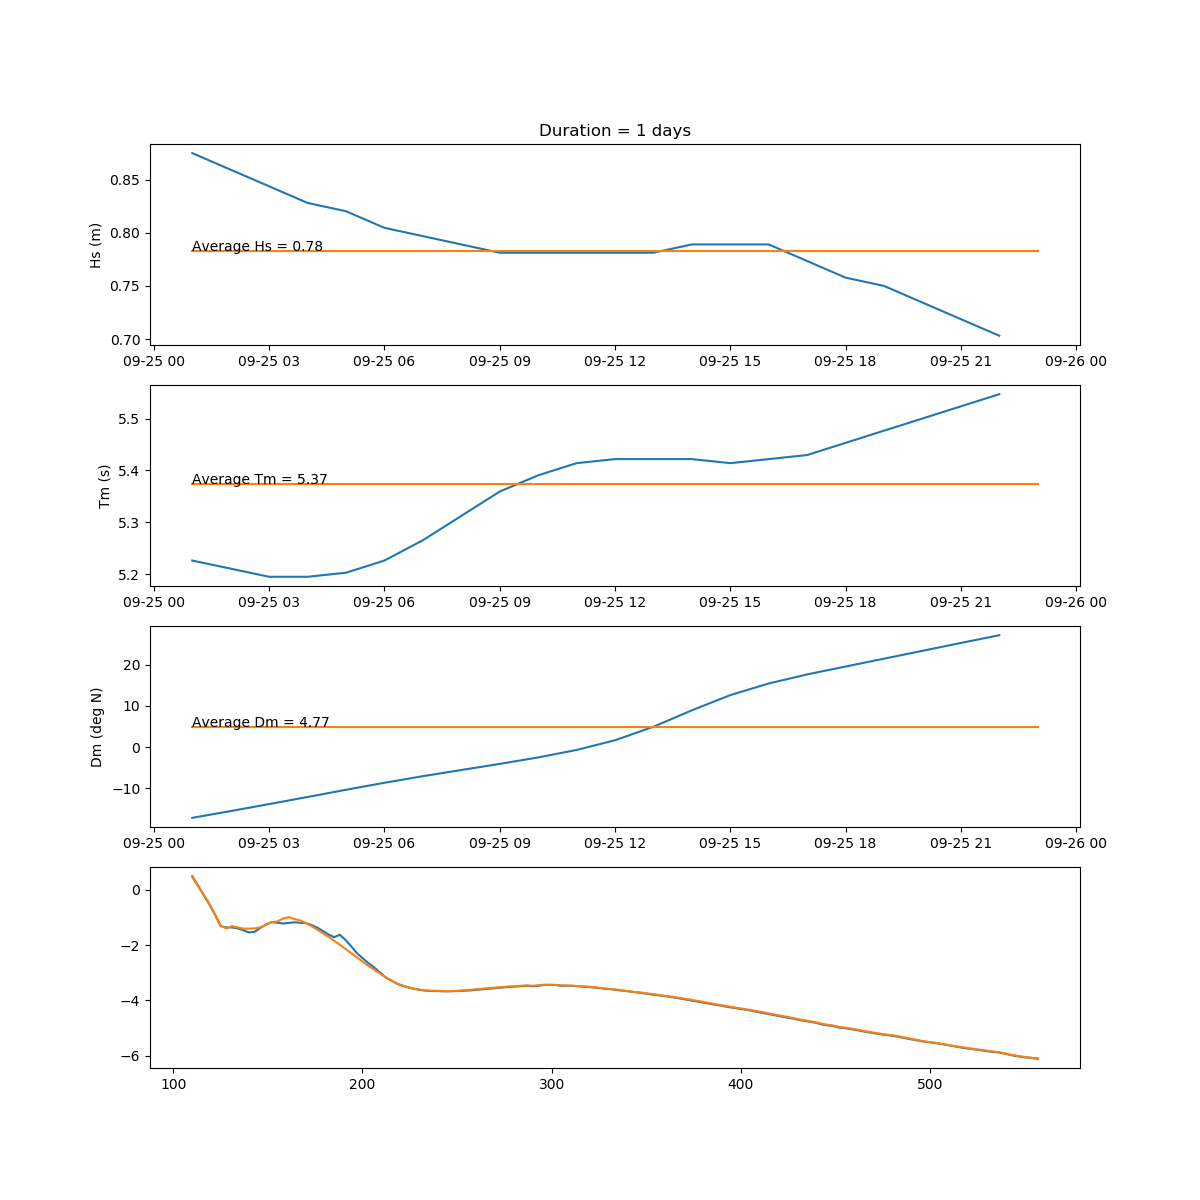 Duration = 1 days
0.85
0.80
0.75
0.70
Hs (m)
Average Hs = 0.78
09-25 00 09-25 03 09-25 06 09-25 09 09-25 12 09-25 15 09-25 18 09-25 21 09-26 00
5.5
5.4
5.3
5.2
Tm (s)
Average Tm = 5.37
09-25 00 09-25 03 09-25 06 09-25 09 09-25 12 09-25 15 09-25 18 09-25 21 09-26 00
20
10
0
−10
Dm (deg N)
Average Dm = 4.77
09-25 00 09-25 03 09-25 06 09-25 09 09-25 12 09-25 15 09-25 18 09-25 21 09-26 00
0
−2
−4
−6
100 200 300 400 500